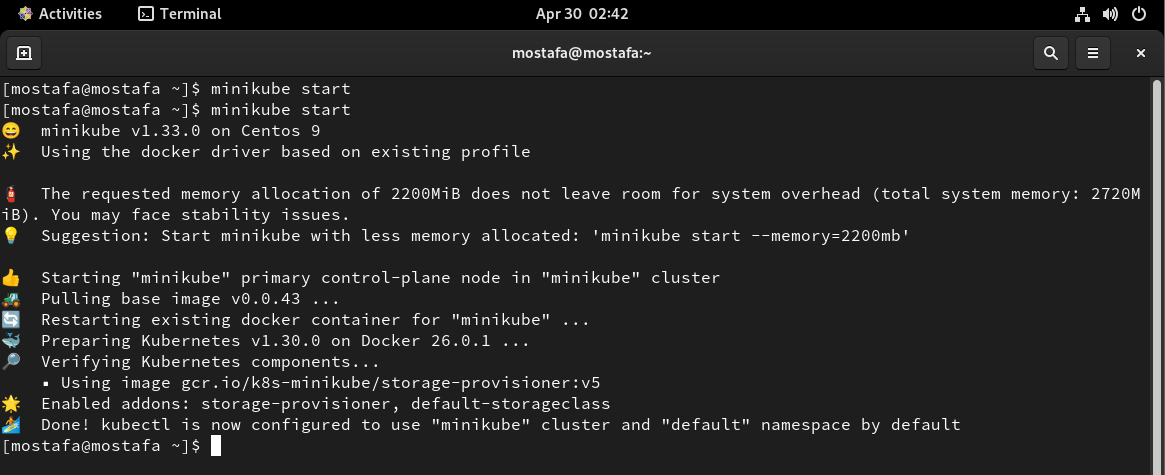 Activities Terminal Apr 30 02:42
mostafa@mostafa:~
[mostafa@mostafa ~]$ minikube start
[mostafa@mostafa ~]$ minikube start
😄  minikube v1.33.0 on Centos 9
✨  Using the docker driver based on existing profile
🧯  The requested memory allocation of 2200MiB does not leave room for system overhead (total system memory: 2720M
iB). You may face stability issues.
💡  Suggestion: Start minikube with less memory allocated: 'minikube start --memory=2200mb'
👍  Starting "minikube" primary control-plane node in "minikube" cluster
🚜  Pulling base image v0.0.43 ...
🔄  Restarting existing docker container for "minikube" ...
🐳  Preparing Kubernetes v1.30.0 on Docker 26.0.1 ...
🔎  Verifying Kubernetes components...
    ▪ Using image gcr.io/k8s-minikube/storage-provisioner:v5
🌟  Enabled addons: storage-provisioner, default-storageclass
🏄  Done! kubectl is now configured to use "minikube" cluster and "default" namespace by default
[mostafa@mostafa ~]$